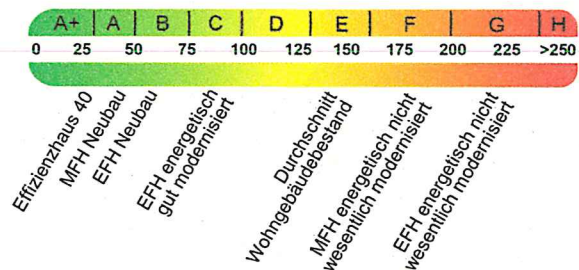 A+ A B C D E F G H
0 25 50 75 100 125 150 175 200 225 >250
Effizienzhaus 40
MFH Neubau
EFH Neubau
EFH energetisch
gut modernisiert
Durchschnitt
Wohngebäudebestand
MFH energetisch nicht
wesentlich modernisiert
EFH energetisch nicht
wesentlich modernisiert